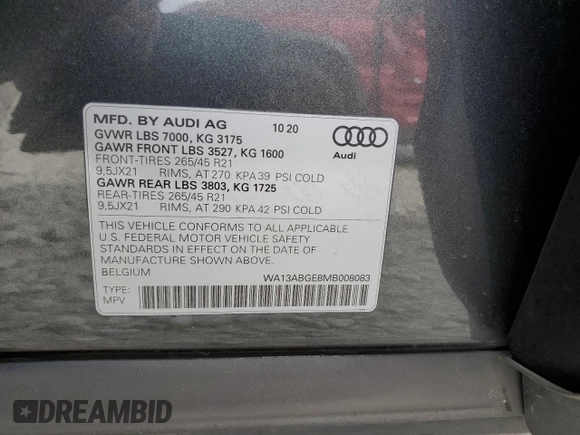 MFD. BY AUDI AG 10 20
GVWR LBS 7000, KG 3175
GAWR FRONT LBS 3527, KG 1600
FRONT-TIRES 265/45 R21
9,5JX21 RIMS, AT 270 KPA 39 PSI COLD
GAWR REAR LBS 3803, KG 1725
REAR-TIRES 265/45 R21
9,5JX21 RIMS, AT 290 KPA 42 PSI COLD
Audi
THIS VEHICLE CONFORMS TO ALL APPLICABLE
U.S. FEDERAL MOTOR VEHICLE SAFETY
STANDARDS IN EFFECT ON THE DATE OF
MANUFACTURE SHOWN ABOVE.
BELGIUM WA13ABGE8MB008083
TYPE:
MPV
DREAMBID